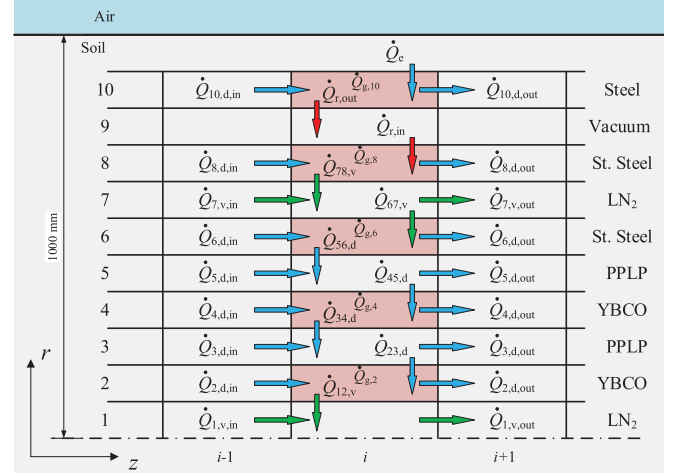 Air
Soil
Q̇e
10 Q̇10,d,in Q̇r,out Q̇g,10 Q̇10,d,out Steel
9 Q̇r,in Vacuum
8 Q̇8,d,in Q̇78,v Q̇g,8 Q̇8,d,out St. Steel
7 Q̇7,v,in Q̇67,v Q̇7,v,out LN₂
6 Q̇6,d,in Q̇56,d Q̇g,6 Q̇6,d,out St. Steel
5 Q̇5,d,in Q̇45,d Q̇5,d,out PPLP
4 Q̇4,d,in Q̇34,d Q̇g,4 Q̇4,d,out YBCO
3 Q̇3,d,in Q̇23,d Q̇3,d,out PPLP
2 Q̇2,d,in Q̇12,v Q̇g,2 Q̇2,d,out YBCO
1 Q̇1,v,in Q̇1,v,out LN₂
1000 mm
r
z
i-1 i i+1